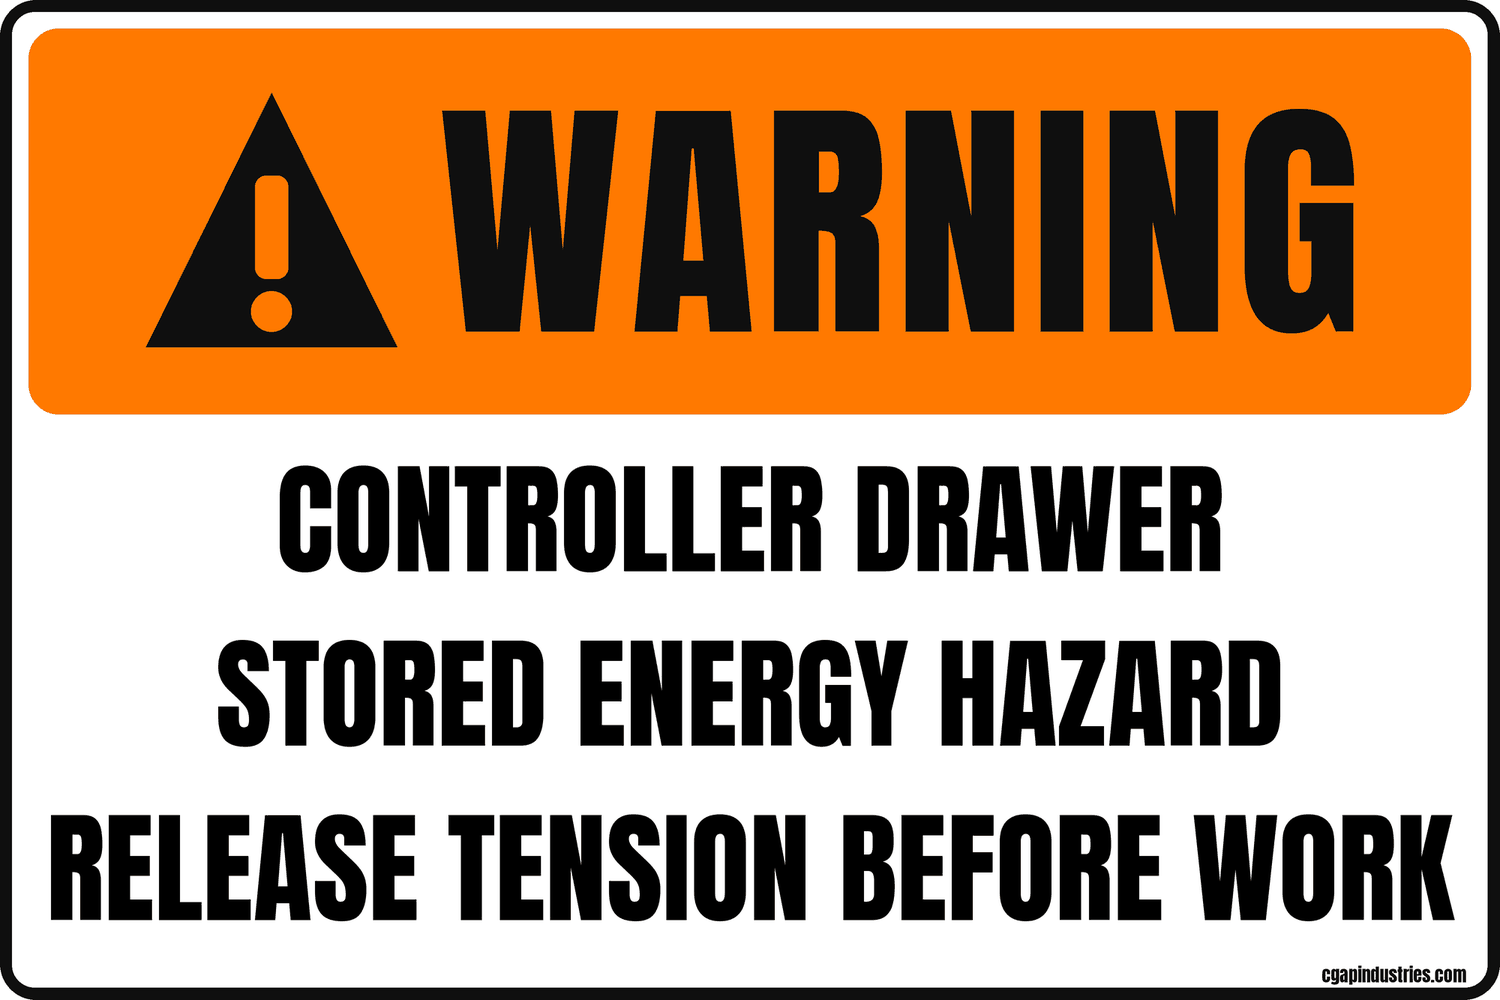 WARNING
CONTROLLER DRAWER
STORED ENERGY HAZARD
RELEASE TENSION BEFORE WORK
cgapindustries.com